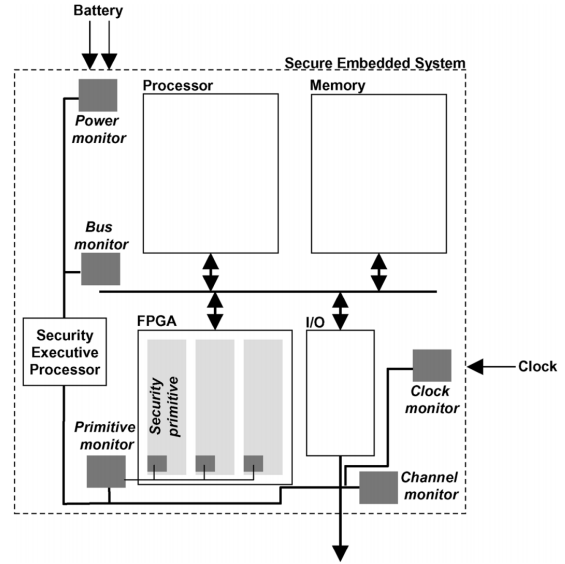 Battery
Secure Embedded System
Processor
Memory
Power
monitor
Bus
monitor
FPGA
I/O
Security
Executive
Processor
Security
primitive
Clock
Clock
monitor
Primitive
monitor
Channel
monitor